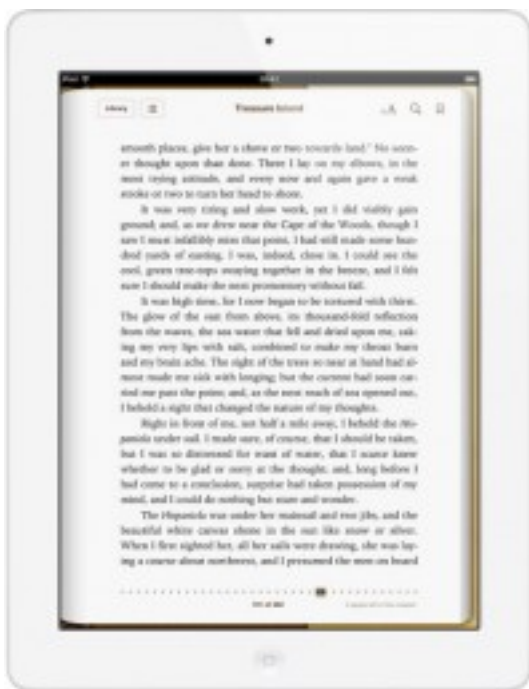 Library
Treasure Island
smooth places, give her a shove or two towards land." No soon-
er thought upon than done. There I lay on my elbows, in the
most trying attitude, and every now and again gave a weak
stroke or two to turn her head to shore.
It was very tiring and slow work, yet I did visibly gain
ground; and, as we drew near the Cape of the Woods, though I
saw I must infallibly miss that point, I had still made some hun-
dred yards of easting. I was, indeed, close in. I could see the
cool, green tree-tops swaying together in the breeze, and I felt
sure I should make the next promontory without fail.
It was high time, for I now began to be tortured with thirst.
The glow of the sun from above, its thousand-fold reflection
from the waves, the sea water that fell and dried upon me, cak-
ing my very lips with salt, combined to make my throat burn
and my brain ache. The sight of the trees so near at hand had al-
most made me sick with longing; but the current had soon car-
ried me past the point; and, as the next reach of sea opened out,
I beheld a sight that changed the nature of my thoughts.
Right in front of me, not half a mile away, I beheld the His-
paniola under sail. I made sure, of course, that I should be taken,
but I was so distressed for want of water, that I scarce knew
whether to be glad or sorry at the thought; and, long before I
had come to a conclusion, surprise had taken possession of my
mind, and I could do nothing but stare and wonder.
The Hispaniola was under her mainsail and two jibs, and the
beautiful white canvas shone in the sun like snow or silver.
When I first sighted her, all her sails were drawing, she was lay-
ing a course about northwest, and I presumed the men on board